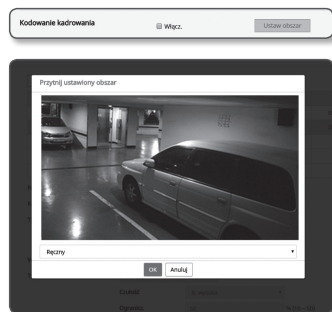 Kodowanie kadrowania
Włącz.
Ustaw obszar
Przytnij ustawiony obszar
Ręczny
OK Anuluj